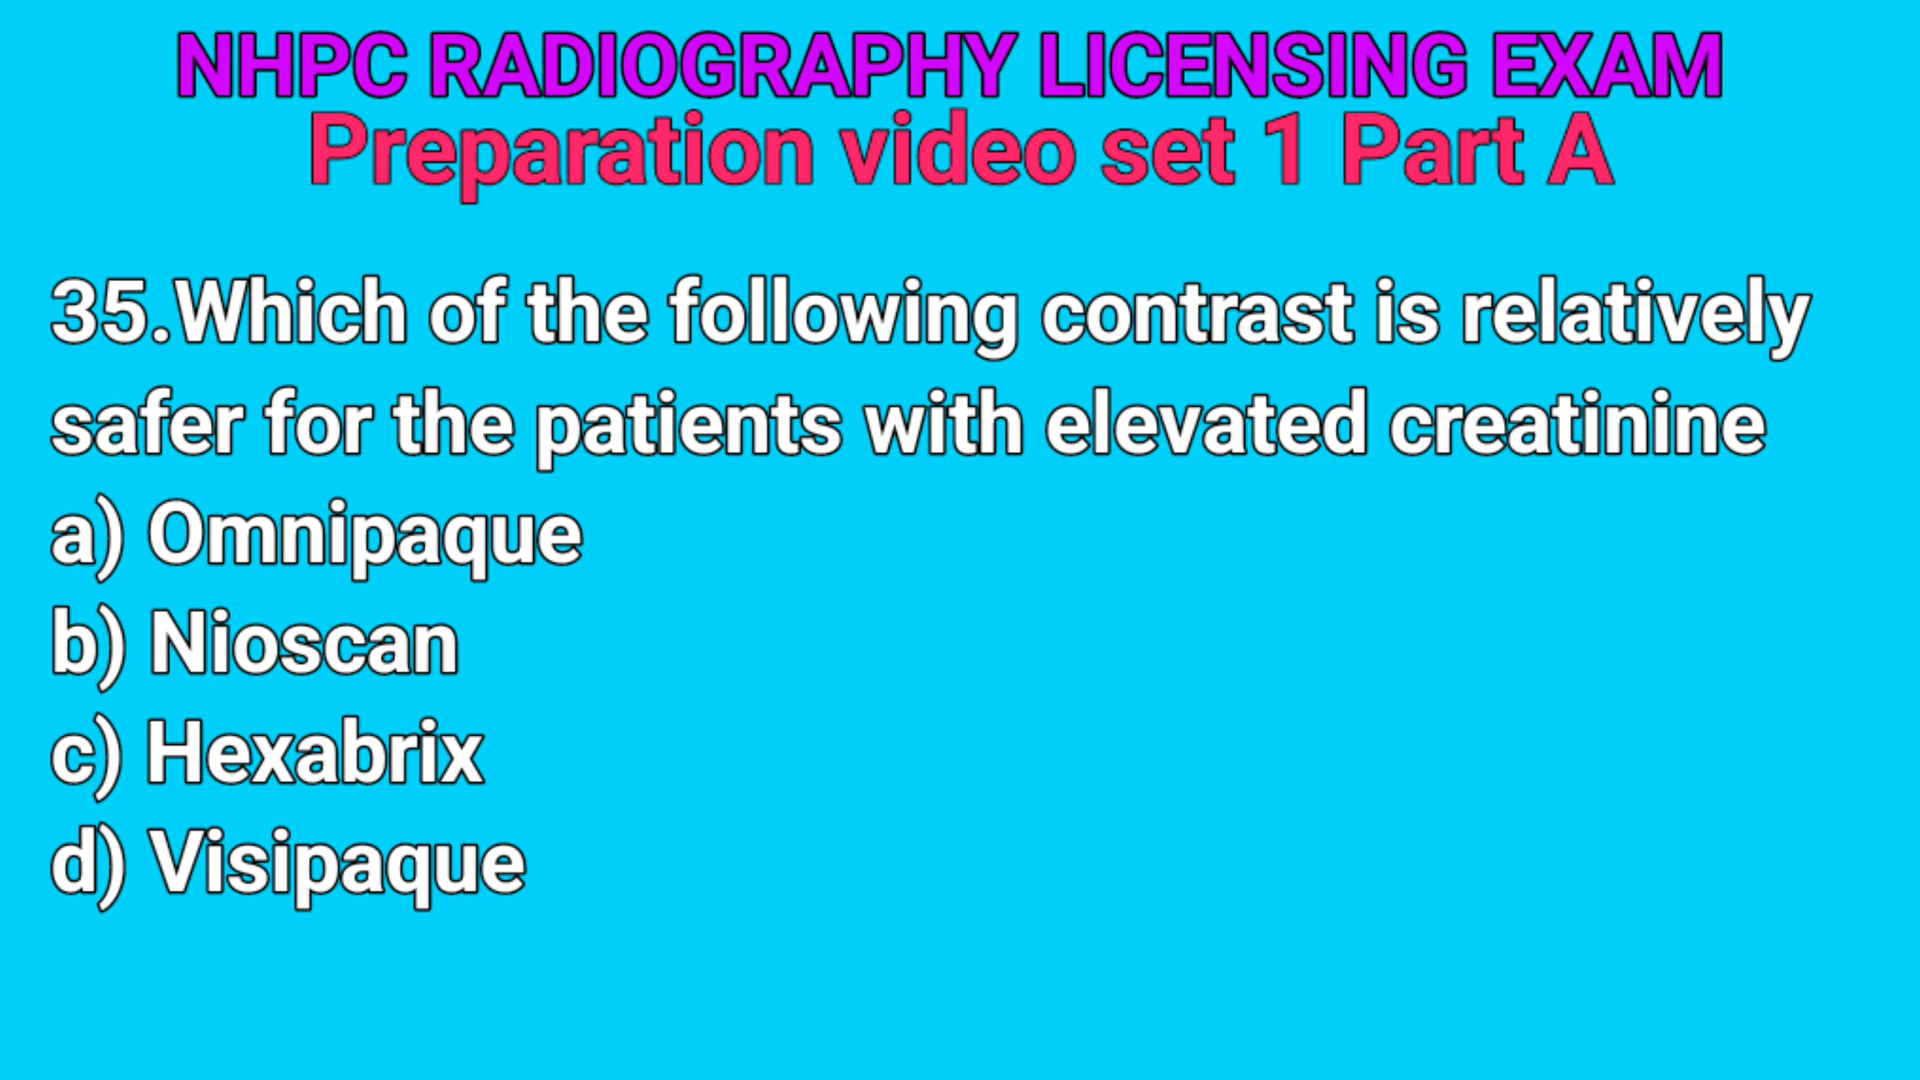 NHPC RADIOGRAPHY LICENSING EXAM
Preparation video set 1 Part A
35.Which of the following contrast is relatively
safer for the patients with elevated creatinine
a) Omnipaque
b) Nioscan
c) Hexabrix
d) Visipaque